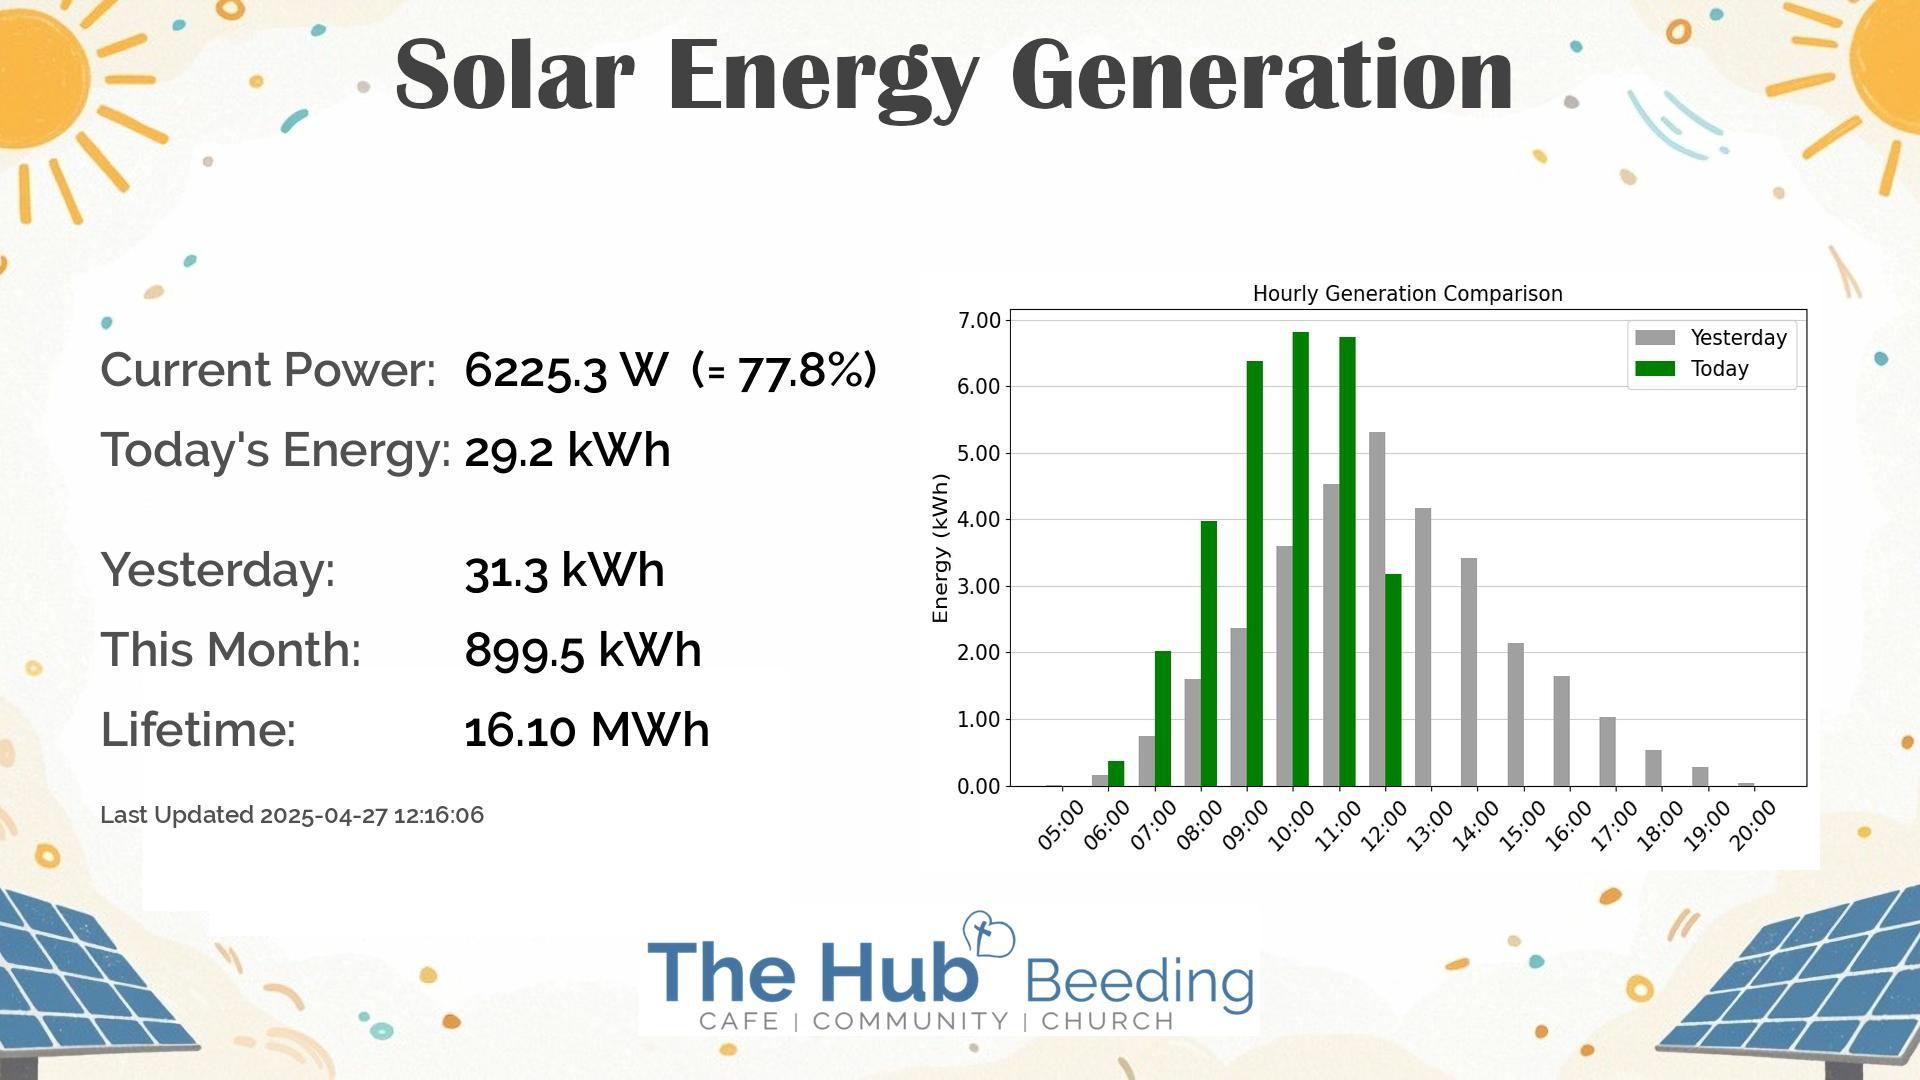 Solar Energy Generation
Current Power: 6225.3 W (= 77.8%)
Today's Energy: 29.2 kWh
Yesterday: 31.3 kWh
This Month: 899.5 kWh
Lifetime: 16.10 MWh
Last Updated 2025-04-27 12:16:06
Hourly Generation Comparison
Yesterday
Today
Energy (kWh)
7.00
6.00
5.00
4.00
3.00
2.00
1.00
0.00
05:00 06:00 07:00 08:00 09:00 10:00 11:00 12:00 13:00 14:00 15:00 16:00 17:00 18:00 19:00 20:00
The Hub Beeding
CAFE | COMMUNITY | CHURCH